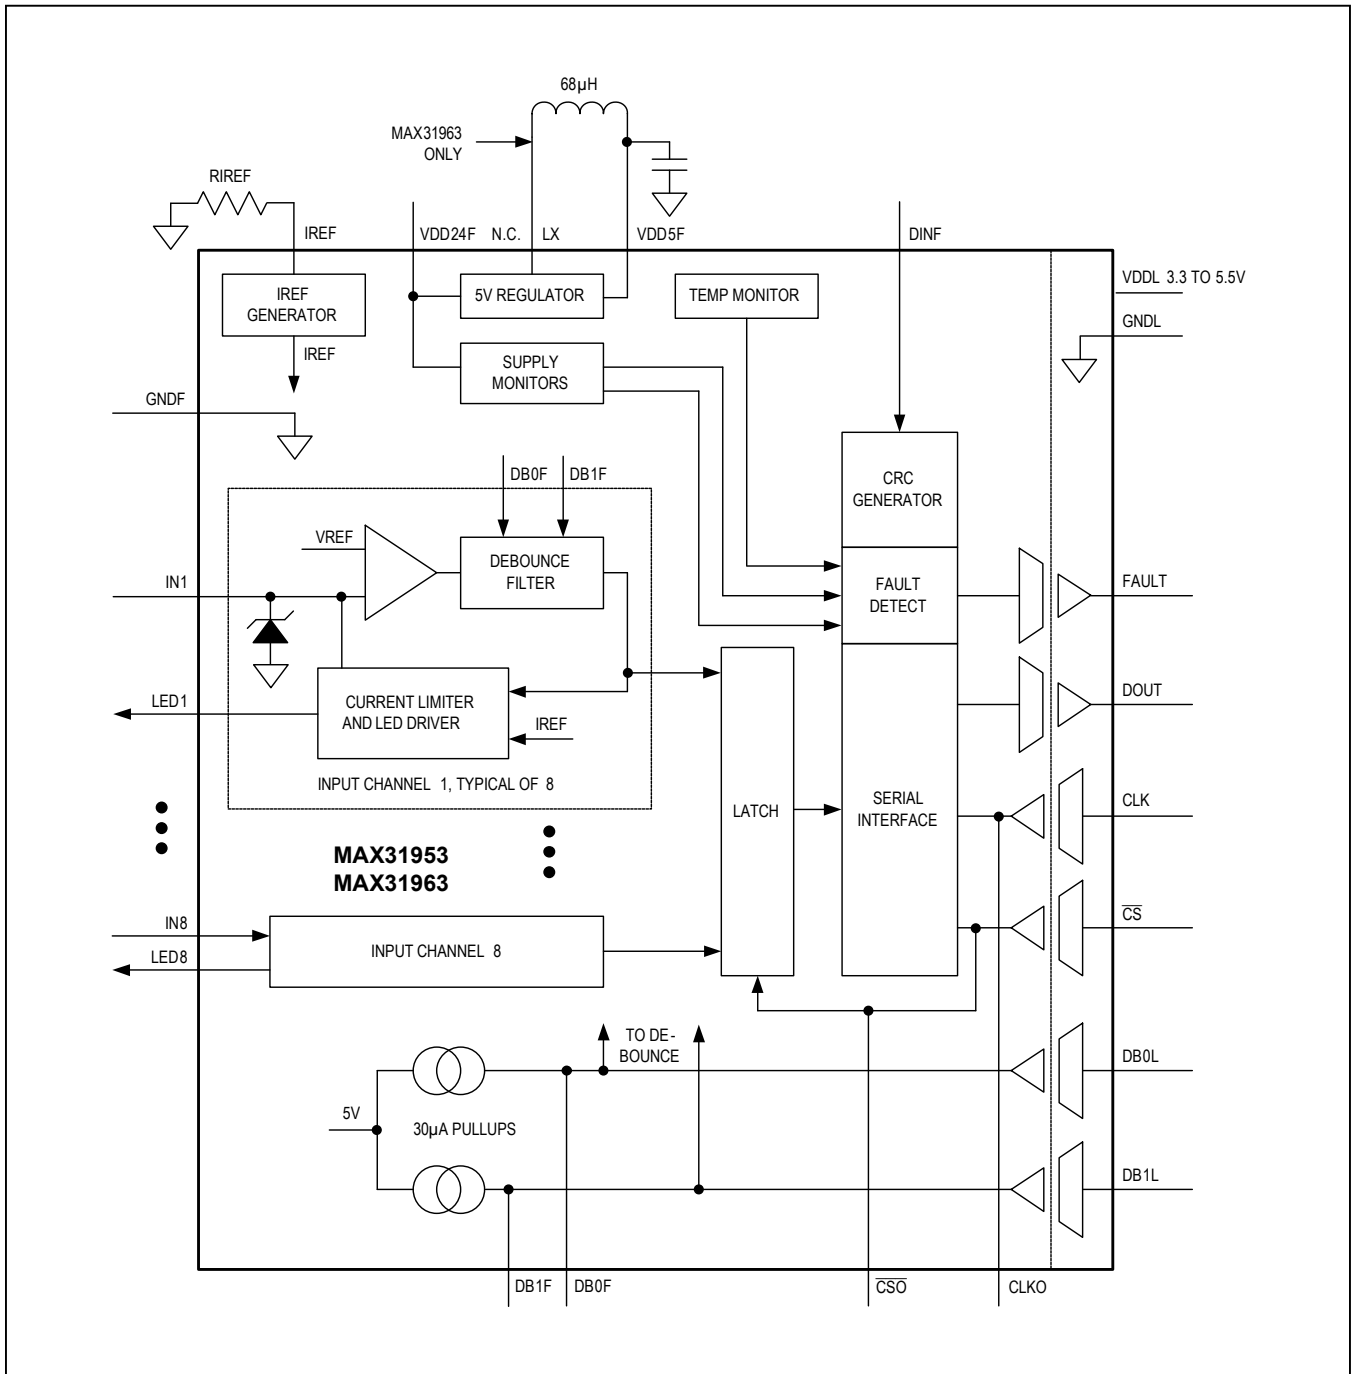 68µH
MAX31963
ONLY
RIREF
IREF
VDD24F
N.C.
LX
VDD5F
DINF
VDDL 3.3 TO 5.5V
GNDL
IREF
GENERATOR
IREF
5V REGULATOR
TEMP MONITOR
SUPPLY
MONITORS
GNDF
CRC
GENERATOR
DB0F
DB1F
VREF
DEBOUNCE
FILTER
IN1
FAULT
DETECT
FAULT
CURRENT LIMITER
AND LED DRIVER
LED1
IREF
DOUT
INPUT CHANNEL 1, TYPICAL OF 8
LATCH
SERIAL
INTERFACE
CLK
MAX31953
MAX31963
IN8
LED8
INPUT CHANNEL 8
C̅S̅
TO DE-
BOUNCE
DB0L
5V
30µA PULLUPS
DB1L
DB1F
DB0F
C̅S̅O̅
CLKO